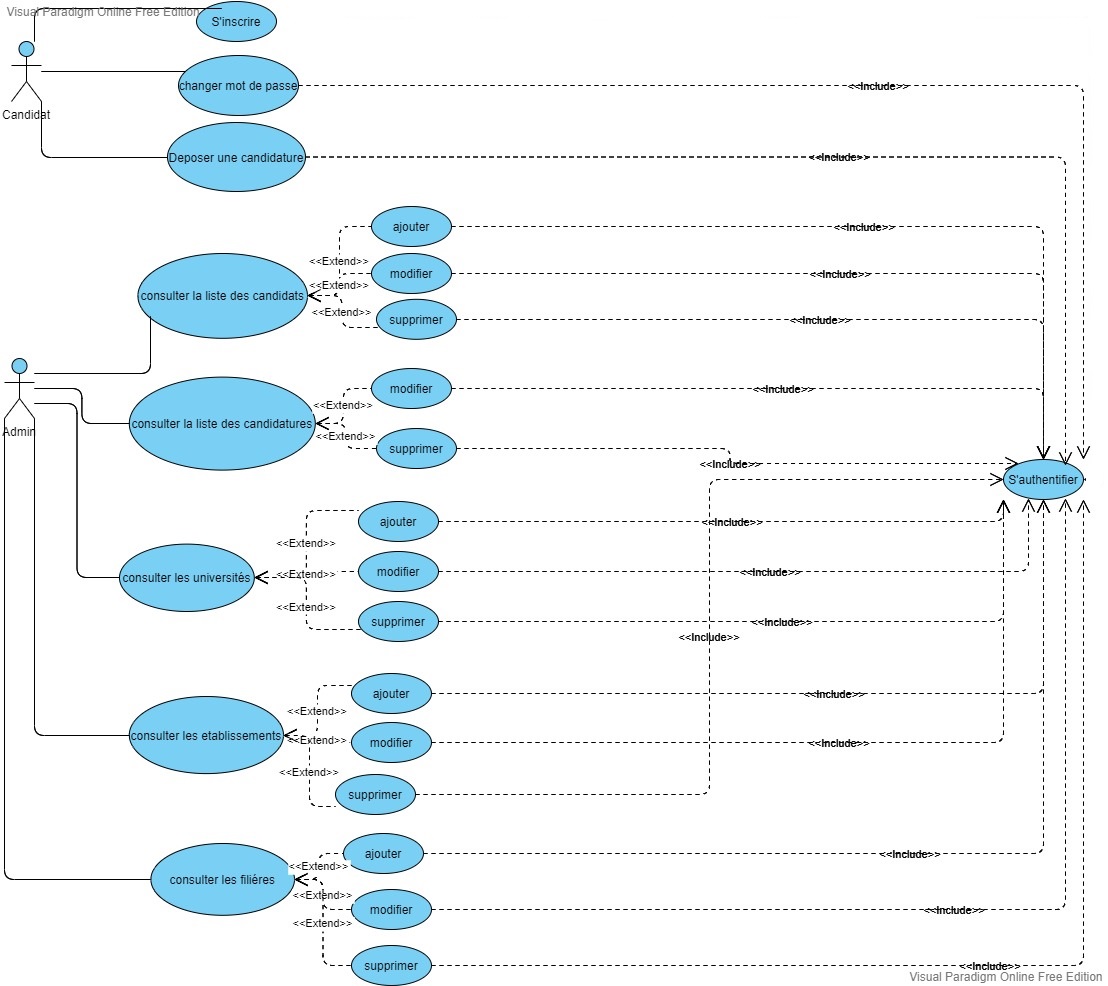 Visual Paradigm Online Free Edition
S'inscrire
changer mot de passe
<<Include>>
Candidat
Deposer une candidature
<<Include>>
ajouter
<<Include>>
<<Extend>>
modifier
<<Include>>
<<Extend>>
consulter la liste des candidats
<<Extend>>
supprimer
<<Include>>
modifier
<<Include>>
<<Extend>>
consulter la liste des candidatures
Admin
<<Extend>>
supprimer
<<Include>>
S'authentifier
ajouter
<<Include>>
<<Extend>>
consulter les universités
<<Extend>>
modifier
<<Include>>
<<Extend>>
supprimer
<<Include>>
<<Include>>
ajouter
<<Include>>
<<Extend>>
consulter les etablissements
<<Extend>>
modifier
<<Include>>
<<Extend>>
supprimer
ajouter
<<Include>>
<<Extend>>
consulter les filiéres
<<Extend>>
modifier
<<Include>>
<<Extend>>
supprimer
<<Include>>
Visual Paradigm Online Free Edition